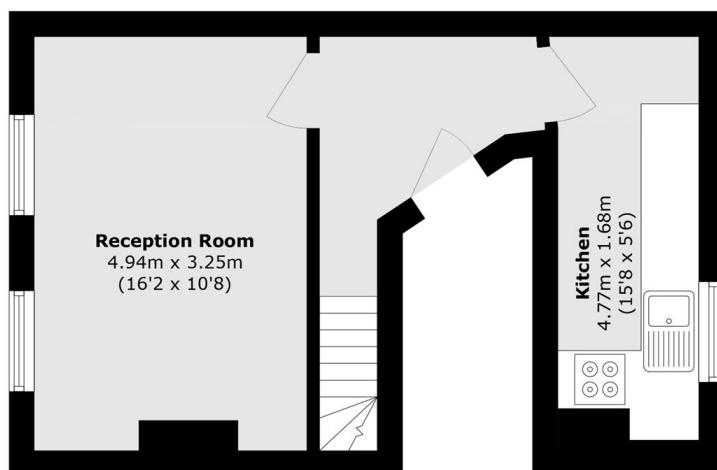 Reception Room
4.94m x 3.25m
(16'2 x 10'8)
Kitchen
4.77m x 1.68m
(15'8 x 5'6)